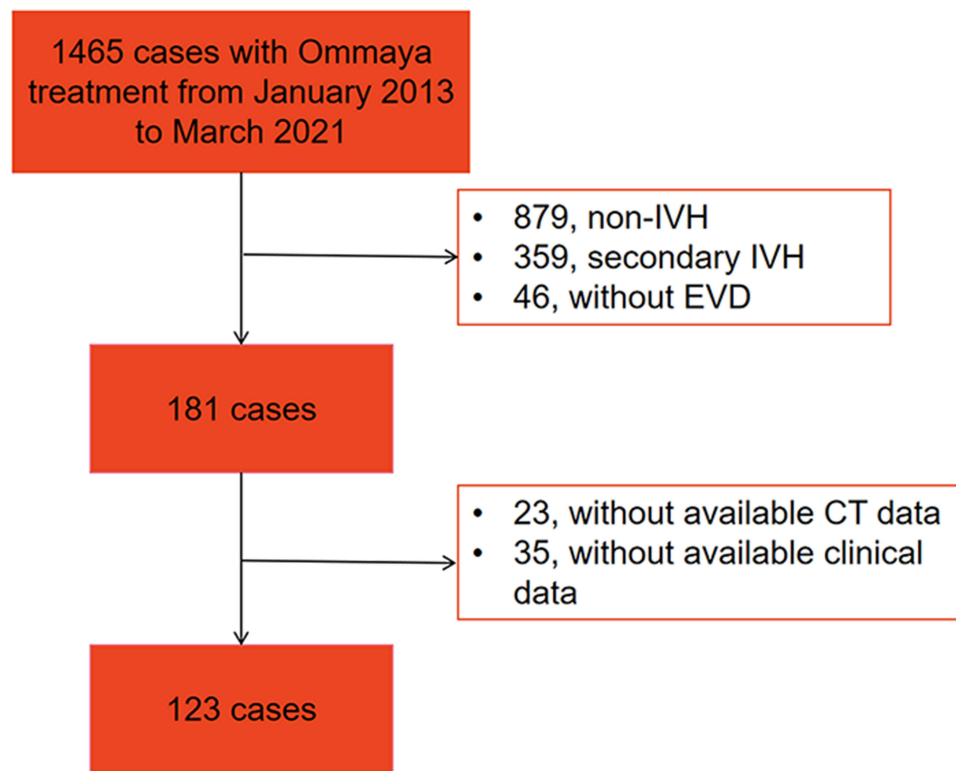 1465 cases with Ommaya
treatment from January 2013
to March 2021
• 879, non-IVH
• 359, secondary IVH
• 46, without EVD
181 cases
• 23, without available CT data
• 35, without available clinical
data
123 cases